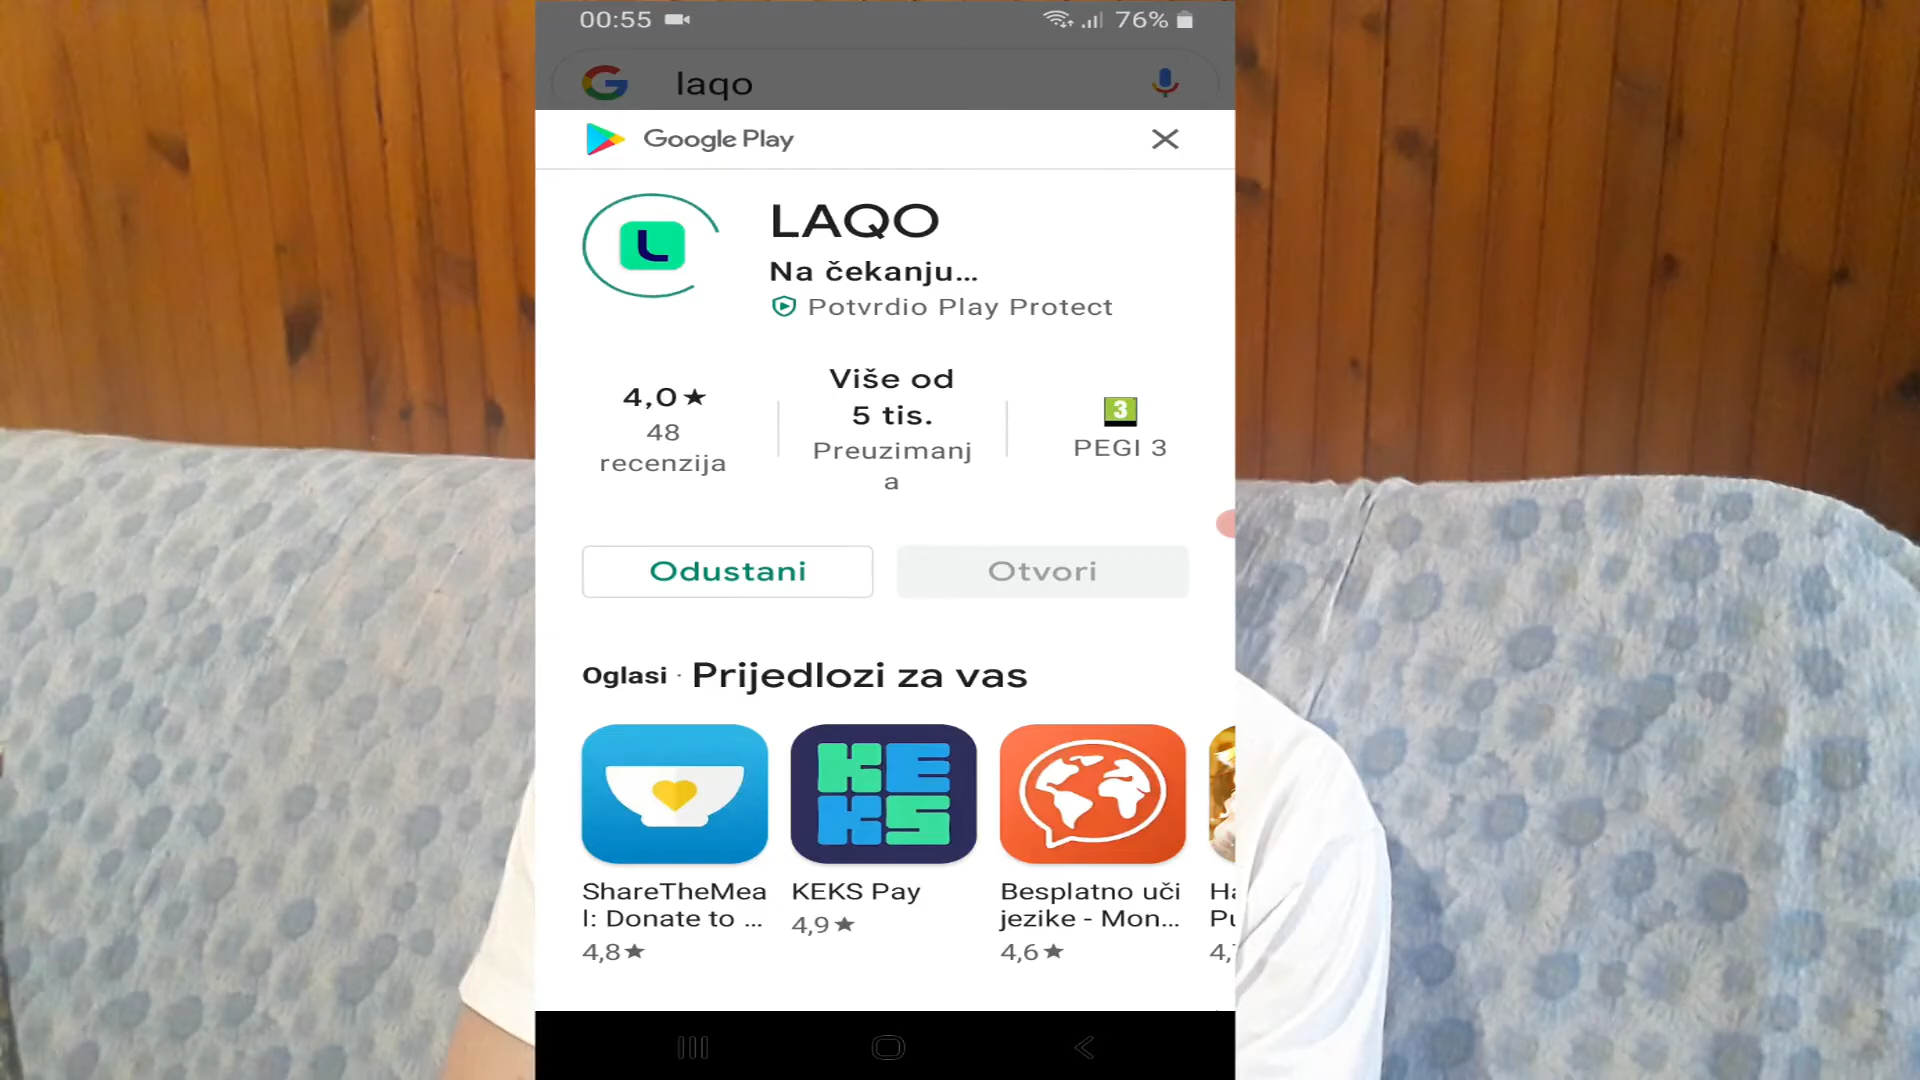 00:55 76%
laqo
Google Play
LAQO
Na čekanju...
Potvrdio Play Protect
4,0★
48
recenzija
Više od
5 tis.
Preuzimanj
a
3
PEGI 3
Odustani
Otvori
Oglasi · Prijedlozi za vas
KEKS
ShareTheMea
l: Donate to ...
4,8★
KEKS Pay
4,9★
Besplatno uči
jezike - Mon...
4,6★